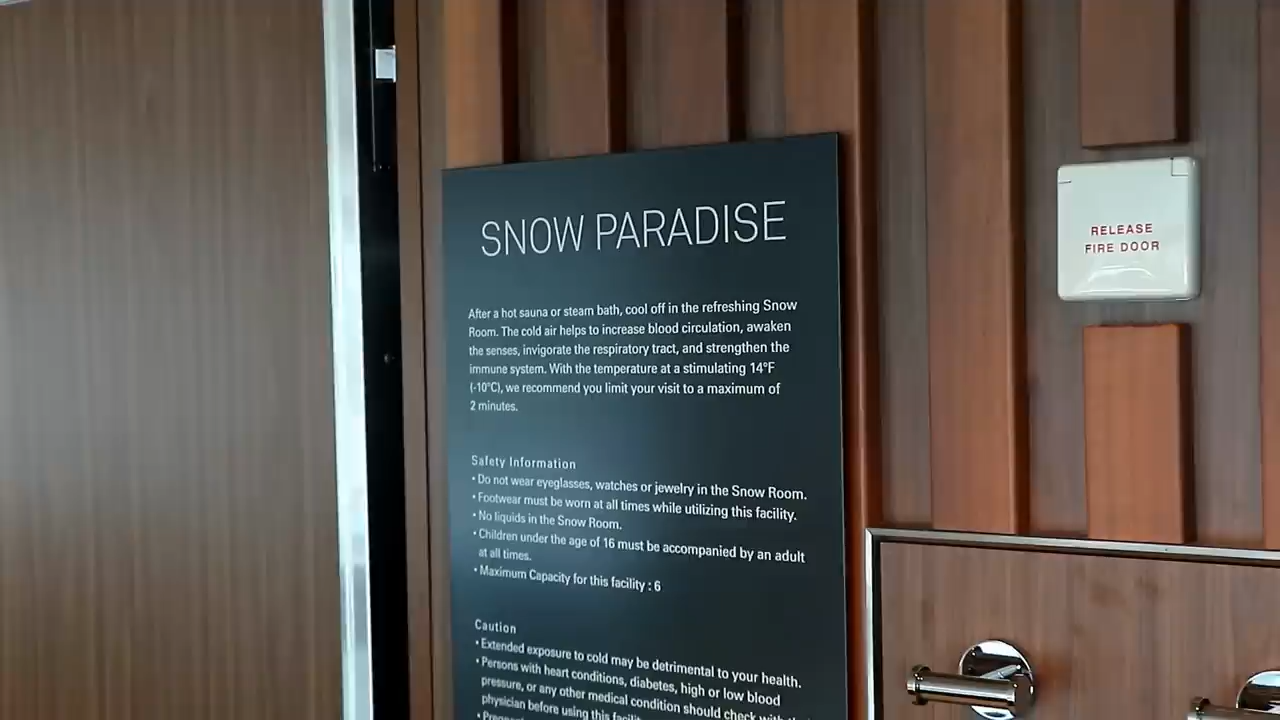 SNOW PARADISE
After a hot sauna or steam bath, cool off in the refreshing Snow
Room. The cold air helps to increase blood circulation, awaken
the senses, invigorate the respiratory tract, and strengthen the
immune system. With the temperature at a stimulating 14°F
(-10°C), we recommend you limit your visit to a maximum of
2 minutes.
Safety Information
• Do not wear eyeglasses, watches or jewelry in the Snow Room.
• Footwear must be worn at all times while utilizing this facility.
• No liquids in the Snow Room.
• Children under the age of 16 must be accompanied by an adult
at all times.
• Maximum Capacity for this facility : 6
Caution
• Extended exposure to cold may be detrimental to your health.
• Persons with heart conditions, diabetes, high or low blood
pressure, or any other medical condition should check with
physician before using this
RELEASE
FIRE DOOR